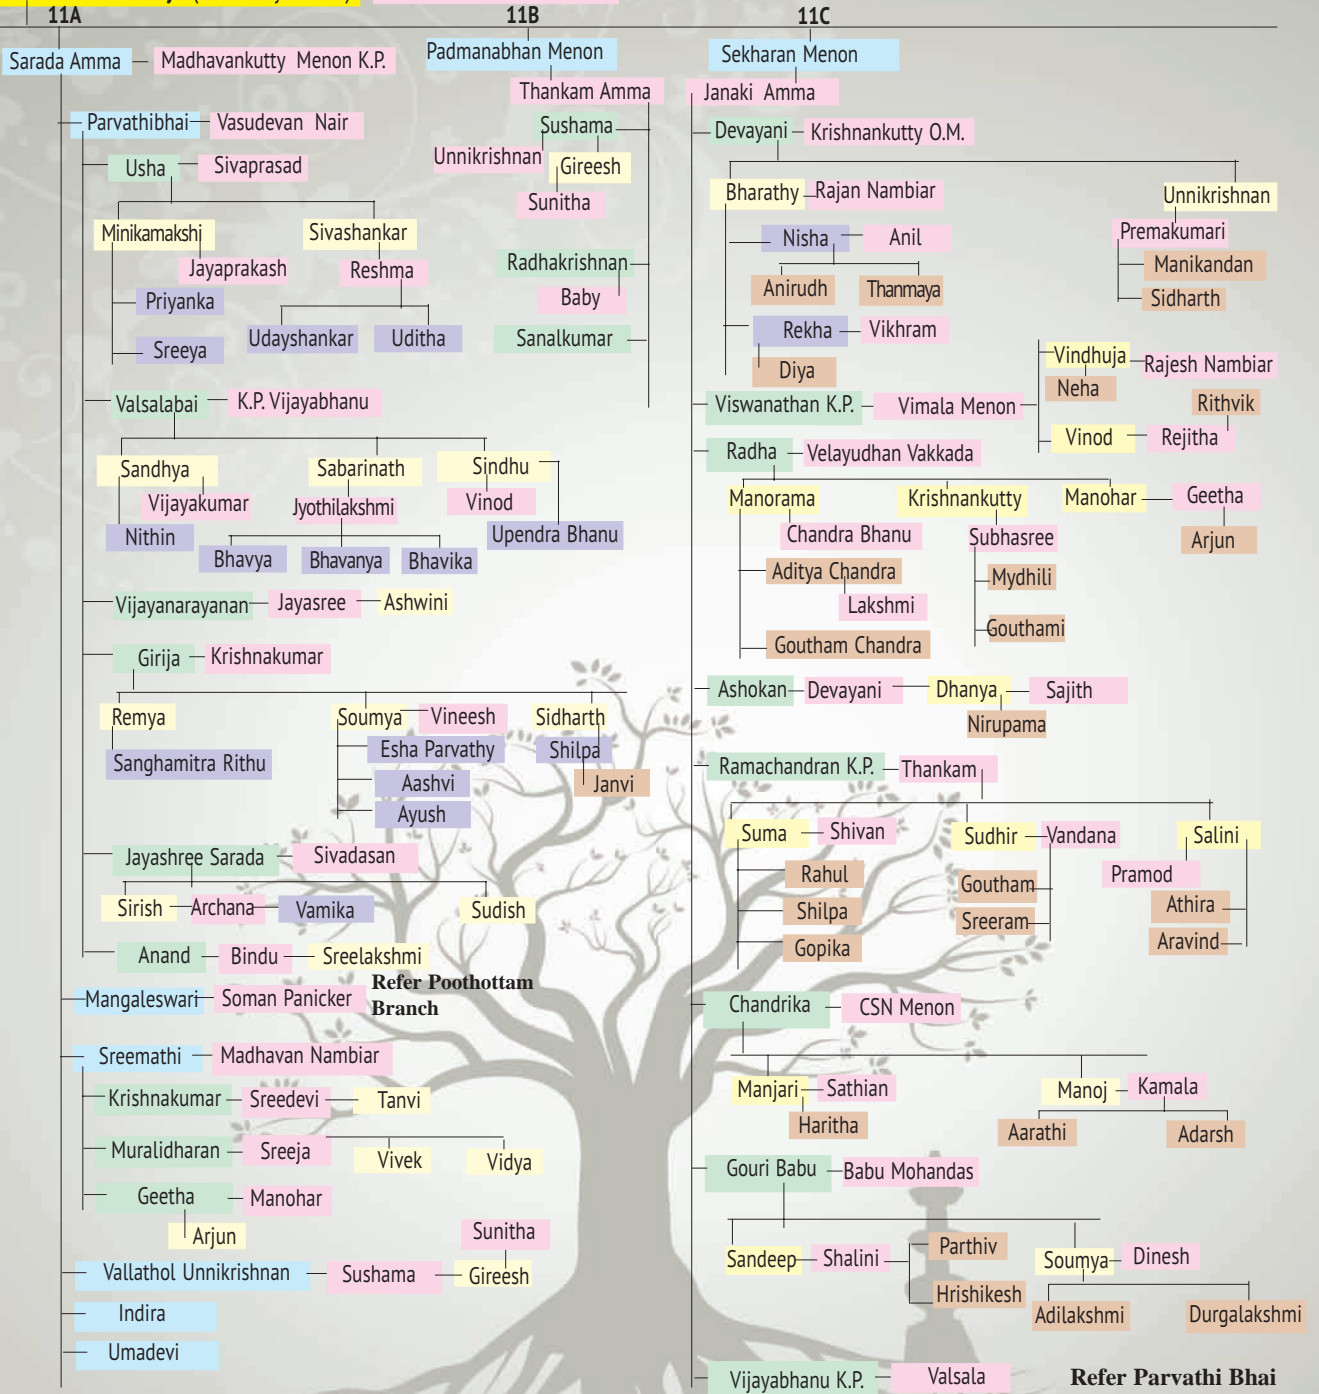 11A
Sarada Amma
Madhavankutty Menon K.P.
Parvathibhai
Vasudevan Nair
Usha
Sivaprasad
Minikamakshi
Sivashankar
Jayaprakash
Reshma
Priyanka
Sreeya
Udayshankar
Uditha
Valsalabai
K.P. Vijayabhanu
Sandhya
Sabarinath
Sindhu
Vijayakumar
Jyothilakshmi
Vinod
Nithin
Upendra Bhanu
Bhavya
Bhavanya
Bhavika
Vijayanarayanan
Jayasree
Ashwini
Girija
Krishnakumar
Remya
Soumya
Vineesh
Sidharth
Sanghamitra Rithu
Esha Parvathy
Shilpa
Aashvi
Janvi
Ayush
Jayashree Sarada
Sivadasan
Sirish
Archana
Vamika
Sudish
Anand
Bindu
Sreelakshmi
Mangaleswari
Soman Panicker
Refer Poothottam
Branch
Sreemathi
Madhavan Nambiar
Krishnakumar
Sreedevi
Tanvi
Muralidharan
Sreeja
Vivek
Vidya
Geetha
Manohar
Arjun
Sunitha
Vallathol Unnikrishnan
Sushama
Gireesh
Indira
Umadevi
11B
Padmanabhan Menon
Thankam Amma
Sushama
Unnikrishnan
Gireesh
Sunitha
Radhakrishnan
Baby
Sanalkumar
11C
Sekharan Menon
Janaki Amma
Devayani
Krishnankutty O.M.
Bharathy
Rajan Nambiar
Unnikrishnan
Premakumari
Nisha
Anil
Manikandan
Anirudh
Thanmaya
Sidharth
Rekha
Vikhram
Diya
Vindhuja
Rajesh Nambiar
Neha
Viswanathan K.P.
Vimala Menon
Rithvik
Vinod
Rejitha
Radha
Velayudhan Vakkada
Manorama
Krishnankutty
Manohar
Geetha
Chandra Bhanu
Subhasree
Arjun
Aditya Chandra
Mydhili
Lakshmi
Goutham Chandra
Gouthami
Ashokan
Devayani
Dhanya
Sajith
Nirupama
Ramachandran K.P.
Thankam
Suma
Shivan
Sudhir
Vandana
Salini
Rahul
Goutham
Pramod
Shilpa
Sreeram
Athira
Gopika
Aravind
Chandrika
CSN Menon
Manjari
Sathian
Manoj
Kamala
Haritha
Aarathi
Adarsh
Gouri Babu
Babu Mohandas
Sandeep
Shalini
Parthiv
Soumya
Dinesh
Hrishikesh
Adilakshmi
Durgalakshmi
Vijayabhanu K.P.
Valsala
Refer Parvathi Bhai